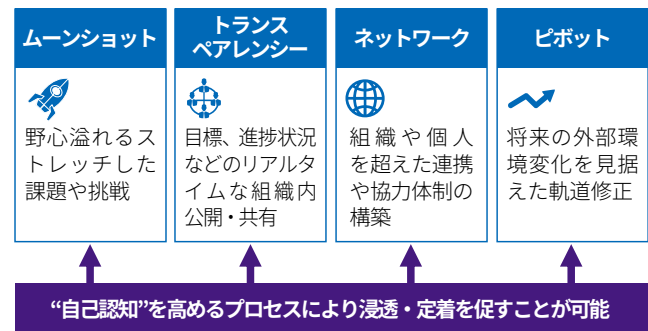 ムーンショット
トランス
ペアレンシー
ネットワーク
ピボット
野心溢れるス
トレッチした
課題や挑戦
目標、進捗状況
などのリアルタ
イムな組織内
公開・共有
組織や個人
を超えた連携
や協力体制の
構築
将来の外部環
境変化を見据
えた軌道修正
“自己認知”を高めるプロセスにより浸透・定着を促すことが可能